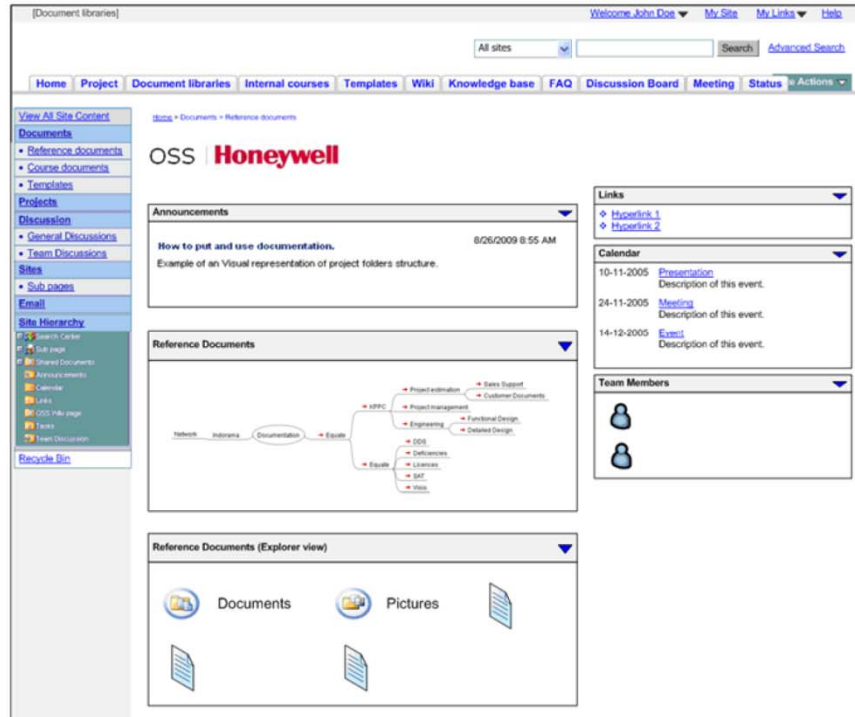 [Document libraries]
Welcome John Doe My Site My Links Help
All sites Search Advanced Search
Home Project Document libraries Internal courses Templates Wiki Knowledge base FAQ Discussion Board Meeting Status e Actions
View All Site Content
Documents
• Reference documents
• Course documents
• Templates
Projects
Discussion
• General Discussions
• Team Discussions
Sites
• Sub pages
Email
Site Hierarchy
Search Center
Sub page
Shared Documents
Announcements
Calendar
Links
OSS Wiki page
Tasks
Team Discussion
Recycle Bin
Home > Documents > Reference documents
OSS | Honeywell
Announcements
How to put and use documentation. 8/26/2009 8:55 AM
Example of an Visual representation of project folders structure.
Reference Documents
Network Indorama Documentation Equate
KPPC
Project estimation
Sales Support
Customer Documents
Project management
Engineering
Functional Design
Detailed Design
Equate
DDS
Deficiencies
Licences
SAT
Visio
Reference Documents (Explorer view)
Documents Pictures
Links
Hyperlink 1
Hyperlink 2
Calendar
10-11-2005 Presentation
Description of this event.
24-11-2005 Meeting
Description of this event.
14-12-2005 Event
Description of this event.
Team Members